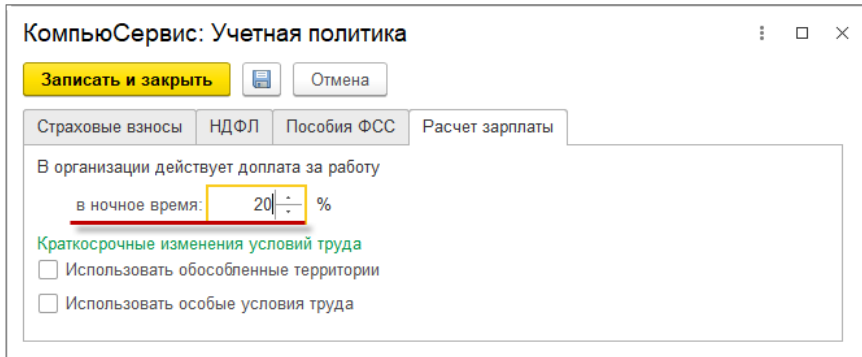 КомпьюСервис: Учетная политика
Записать и закрыть Отмена
Страховые взносы НДФЛ Пособия ФСС Расчет зарплаты
В организации действует доплата за работу
в ночное время: 20 %
Краткосрочные изменения условий труда
Использовать обособленные территории
Использовать особые условия труда